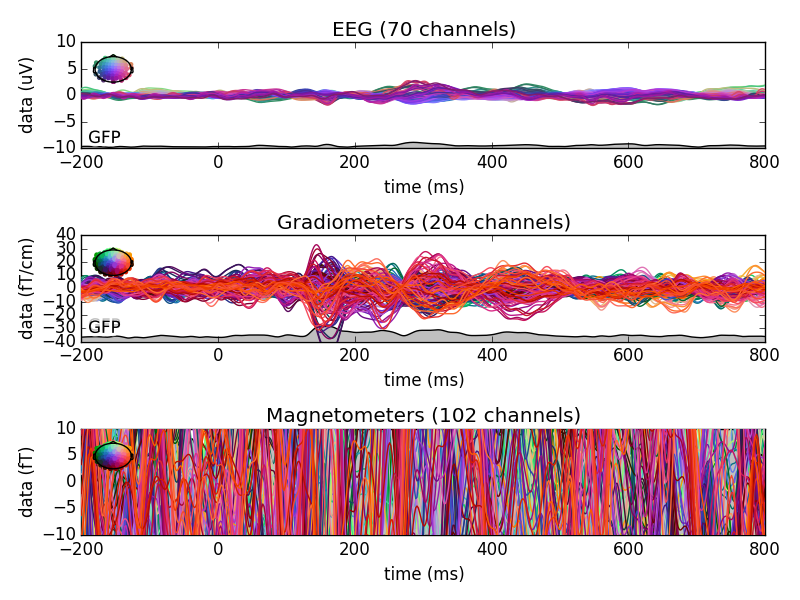 EEG (70 channels)
10
5
0
−5
−10
data (uV)
GFP
−200 0 200 400 600 800
time (ms)
Gradiometers (204 channels)
40
30
20
10
0
−10
−20
−30
−40
data (fT/cm)
GFP
−200 0 200 400 600 800
time (ms)
Magnetometers (102 channels)
10
5
0
−5
−10
data (fT)
−200 0 200 400 600 800
time (ms)